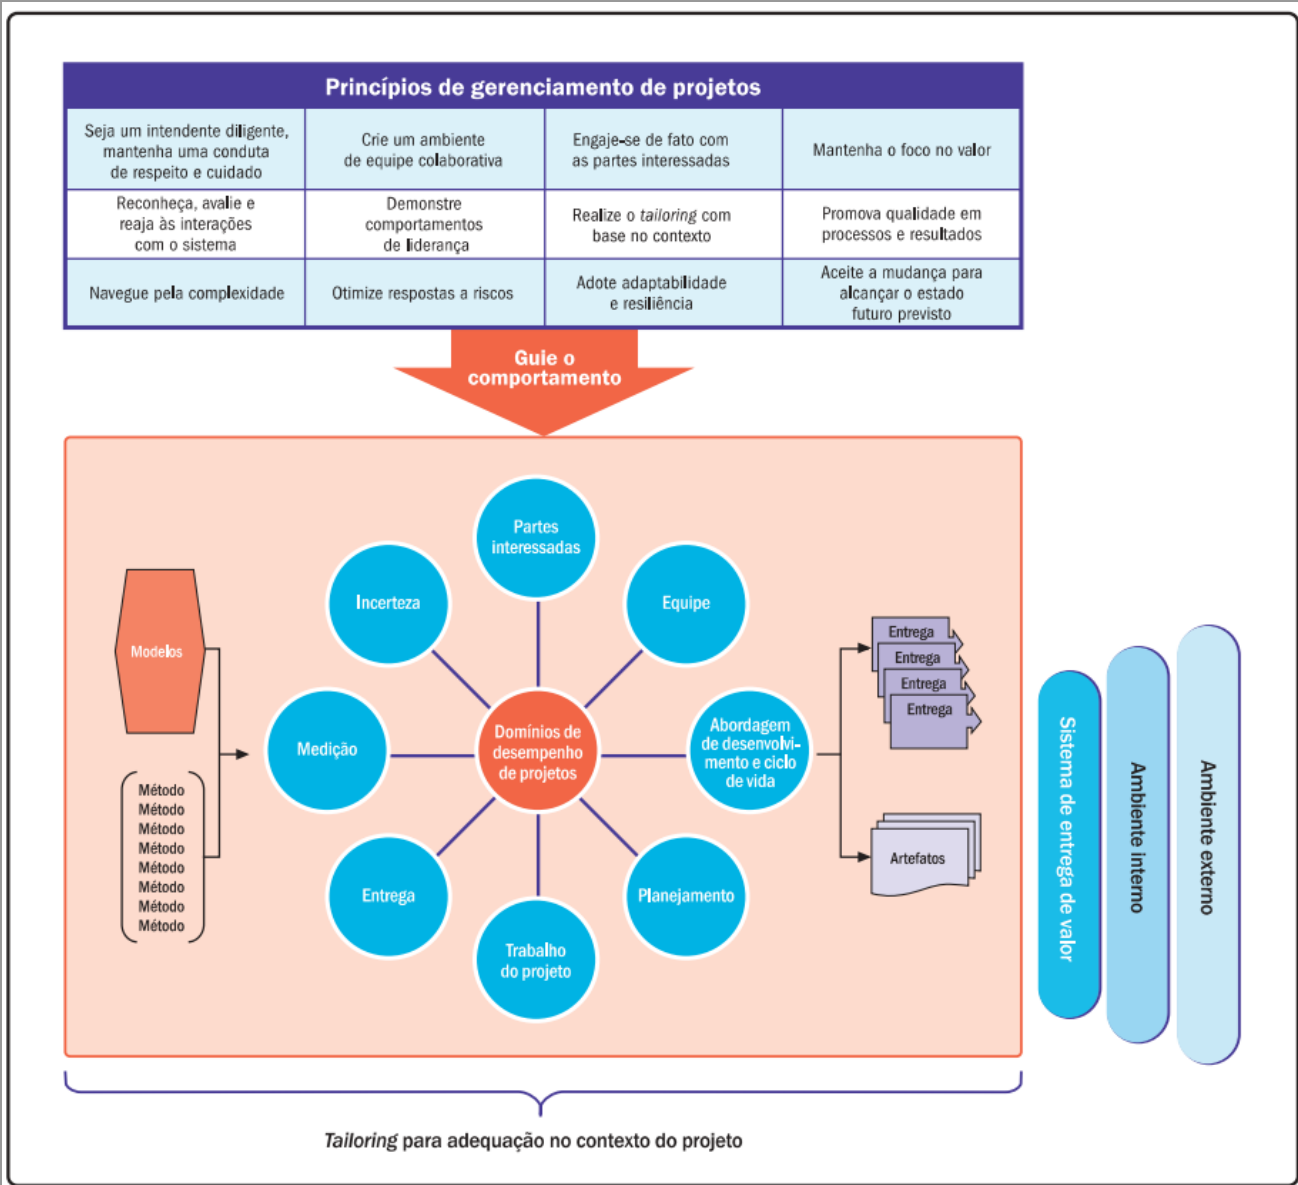 Princípios de gerenciamento de projetos
Seja um intendente diligente,
mantenha uma conduta
de respeito e cuidado
Crie um ambiente
de equipe colaborativa
Engaje-se de fato com
as partes interessadas
Mantenha o foco no valor
Reconheça, avalie e
reaja às interações
com o sistema
Demonstre
comportamentos
de liderança
Realize o tailoring com
base no contexto
Promova qualidade em
processos e resultados
Navegue pela complexidade
Otimize respostas a riscos
Adote adaptabilidade
e resiliência
Aceite a mudança para
alcançar o estado
futuro previsto
Guie o
comportamento
Partes
interessadas
Incerteza
Equipe
Modelos
Medição
Domínios de
desempenho
de projetos
Abordagem
de desenvolvi-
mento e ciclo
de vida
Entrega
Entrega
Entrega
Entrega
Método
Método
Método
Método
Método
Método
Método
Método
Entrega
Trabalho
do projeto
Planejamento
Artefatos
Sistema de entrega de valor
Ambiente interno
Ambiente externo
Tailoring para adequação no contexto do projeto